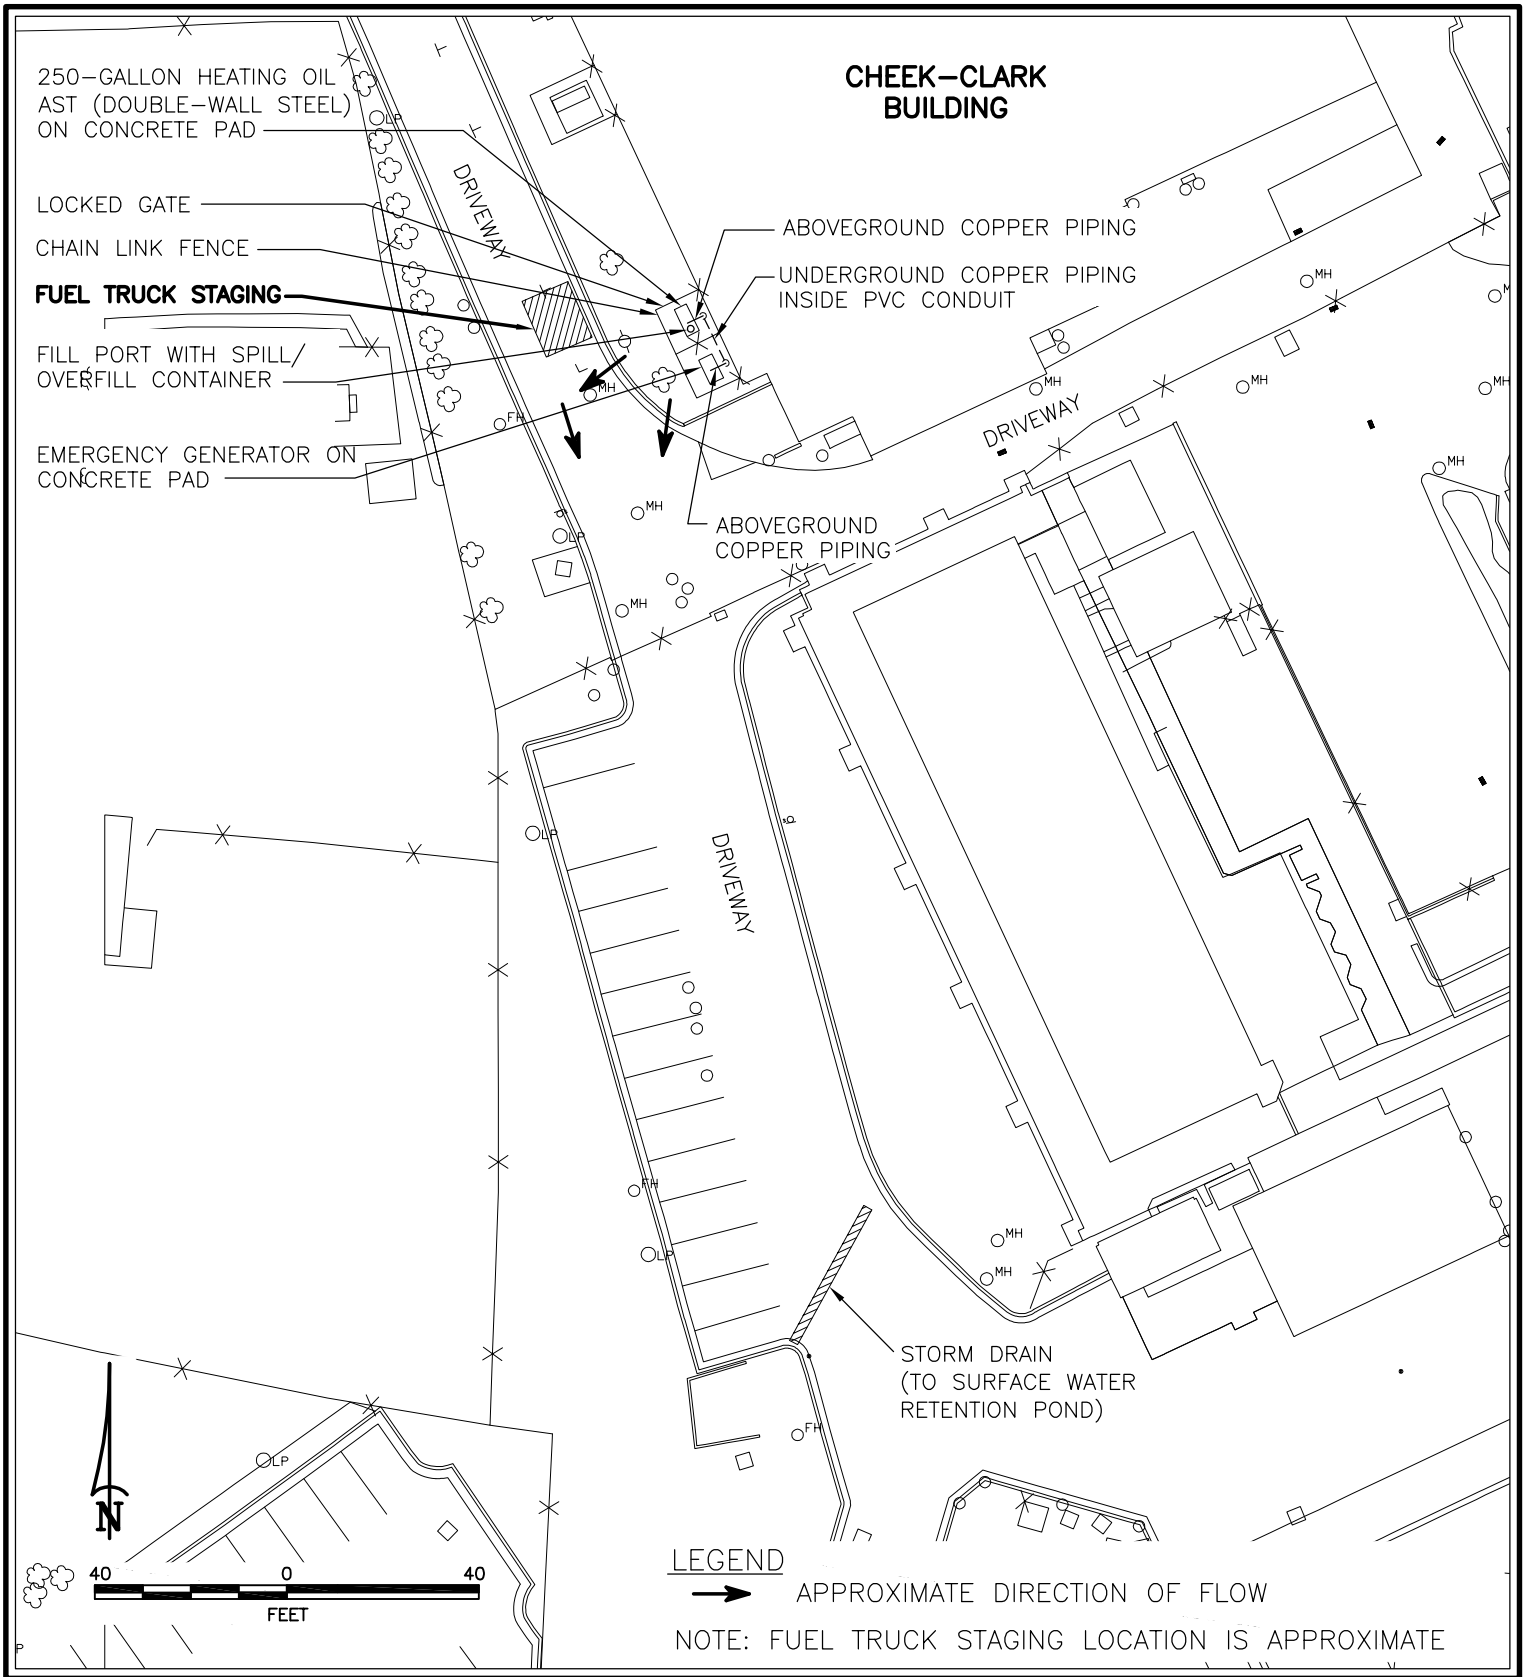 CHEEK-CLARK
BUILDING
250-GALLON HEATING OIL
AST (DOUBLE-WALL STEEL)
ON CONCRETE PAD
LP
DRIVEWAY
LOCKED GATE
CHAIN LINK FENCE
FUEL TRUCK STAGING
FILL PORT WITH SPILL/
OVERFILL CONTAINER
EMERGENCY GENERATOR ON
CONCRETE PAD
ABOVEGROUND COPPER PIPING
UNDERGROUND COPPER PIPING
INSIDE PVC CONDUIT
MH
MH
MH
MH
MH
FH
DRIVEWAY
MH
MH
LP
ABOVEGROUND
COPPER PIPING
MH
LP
DRIVEWAY
FH
LP
MH
MH
STORM DRAIN
(TO SURFACE WATER
RETENTION POND)
FH
LP
N
40 0 40
FEET
LEGEND
APPROXIMATE DIRECTION OF FLOW
NOTE: FUEL TRUCK STAGING LOCATION IS APPROXIMATE